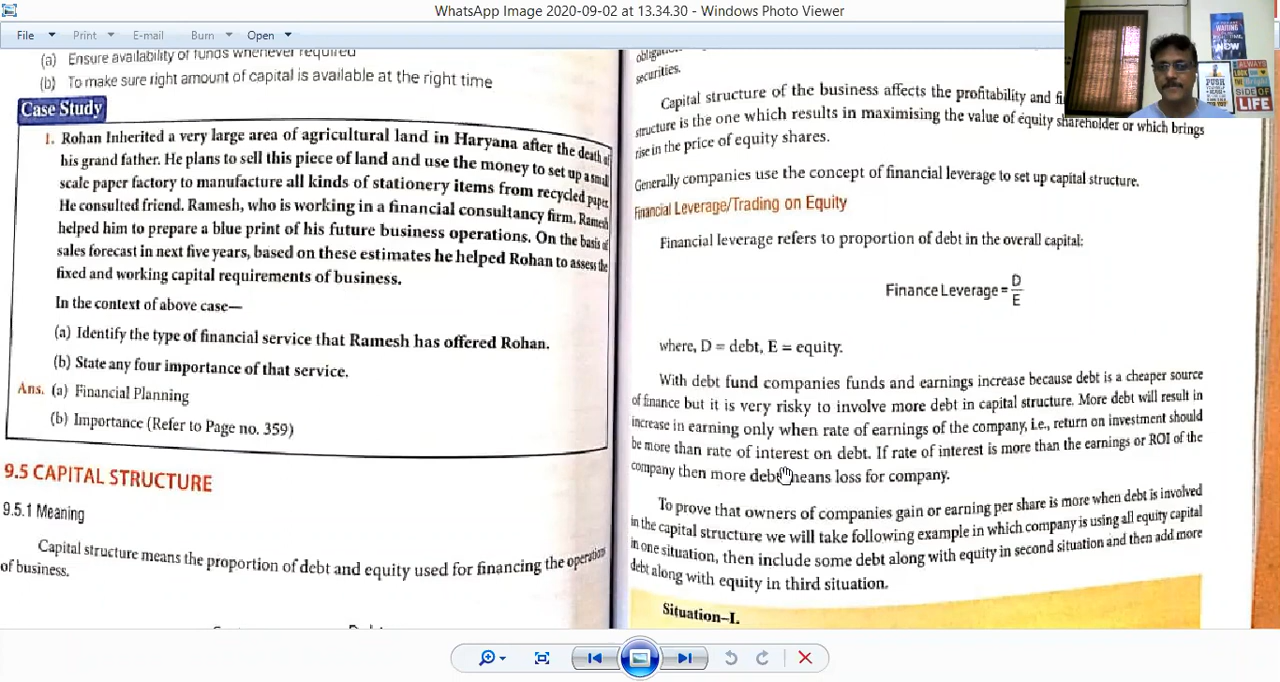 WhatsApp Image 2020-09-02 at 13.34.30 - Windows Photo Viewer
File Print E-mail Burn Open
(a) Ensure availability of funds whenever required
(b) To make sure right amount of capital is available at the right time
Case Study
1. Rohan Inherited a very large area of agricultural land in Haryana after the death of
his grand father. He plans to sell this piece of land and use the money to set up a small
scale paper factory to manufacture all kinds of stationery items from recycled paper.
He consulted friend. Ramesh, who is working in a financial consultancy firm. Ramesh
helped him to prepare a blue print of his future business operations. On the basis of
sales forecast in next five years, based on these estimates he helped Rohan to assess the
fixed and working capital requirements of business.
In the context of above case—
(a) Identify the type of financial service that Ramesh has offered Rohan.
(b) State any four importance of that service.
Ans. (a) Financial Planning
(b) Importance (Refer to Page no. 359)
9.5 CAPITAL STRUCTURE
9.5.1 Meaning
Capital structure means the proportion of debt and equity used for financing the operations
of business.
securities.
Capital structure of the business affects the profitability and
structure is the one which results in maximising the value of equity shareholder or which brings
rise in the price of equity shares.
Generally companies use the concept of financial leverage to set up capital structure.
Financial Leverage/Trading on Equity
Financial leverage refers to proportion of debt in the overall capital:
Finance Leverage = D/E
where, D = debt, E = equity.
With debt fund companies funds and earnings increase because debt is a cheaper source
of finance but it is very risky to involve more debt in capital structure. More debt will result in
increase in earning only when rate of earnings of the company, i.e., return on investment should
be more than rate of interest on debt. If rate of interest is more than the earnings or ROI of the
company then more debt means loss for company.
To prove that owners of companies gain or earning per share is more when debt is involved
in the capital structure we will take following example in which company is using all equity capital
in one situation, then include some debt along with equity in second situation and then add more
debt along with equity in third situation.
Situation–I.
WAITING
NOW
PUSH
ALWAYS
LOOK ON
THE Bright
SIDE OF
LIFE